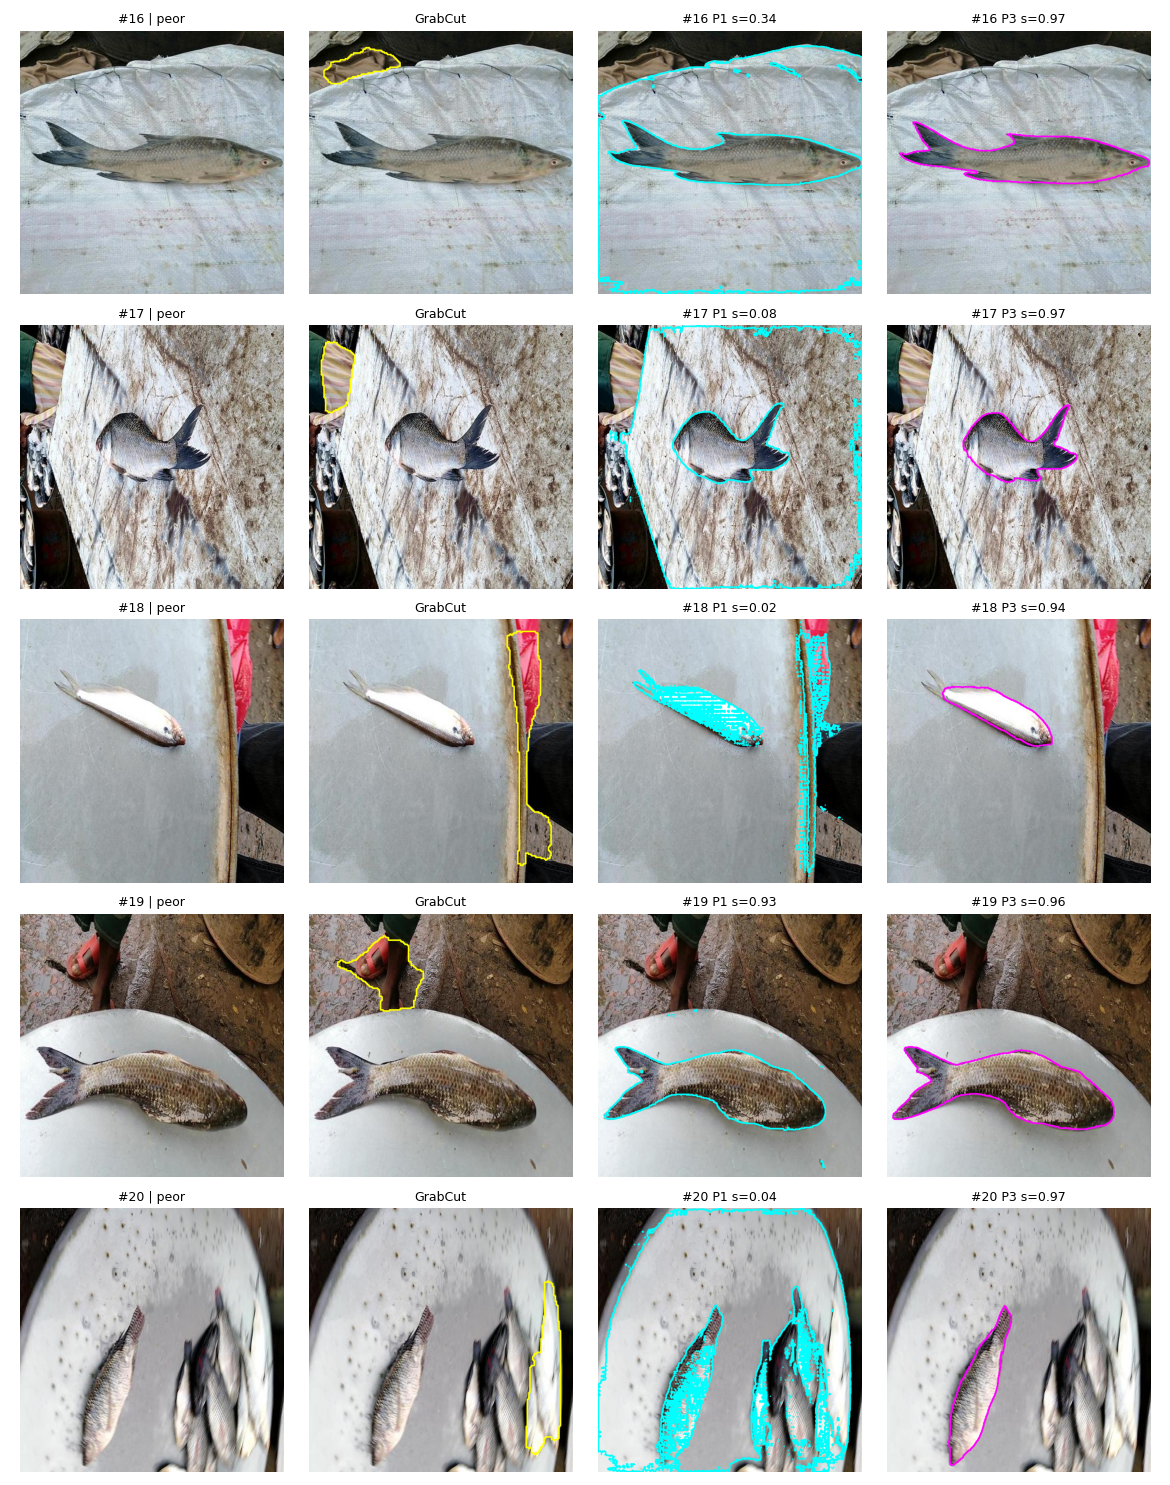 #16 | peor
GrabCut
#16 P1 s=0.34
#16 P3 s=0.97
#17 | peor
GrabCut
#17 P1 s=0.08
#17 P3 s=0.97
#18 | peor
GrabCut
#18 P1 s=0.02
#18 P3 s=0.94
#19 | peor
GrabCut
#19 P1 s=0.93
#19 P3 s=0.96
#20 | peor
GrabCut
#20 P1 s=0.04
#20 P3 s=0.97